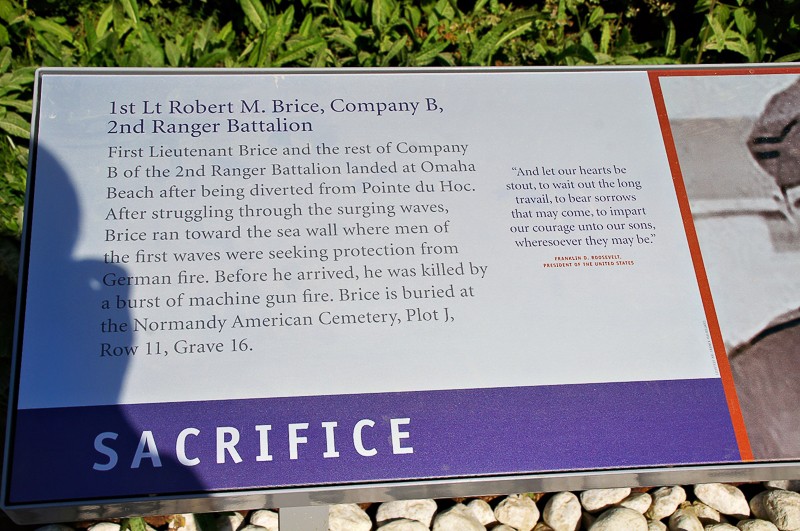 1st Lt Robert M. Brice, Company B,
2nd Ranger Battalion
First Lieutenant Brice and the rest of Company
B of the 2nd Ranger Battalion landed at Omaha
Beach after being diverted from Pointe du Hoc.
After struggling through the surging waves,
Brice ran toward the sea wall where men of
the first waves were seeking protection from
German fire. Before he arrived, he was killed by
a burst of machine gun fire. Brice is buried at
the Normandy American Cemetery, Plot J,
Row 11, Grave 16.
“And let our hearts be
stout, to wait out the long
travail, to bear sorrows
that may come, to impart
our courage unto our sons,
wheresoever they may be.”
FRANKLIN D. ROOSEVELT,
PRESIDENT OF THE UNITED STATES
SACRIFICE